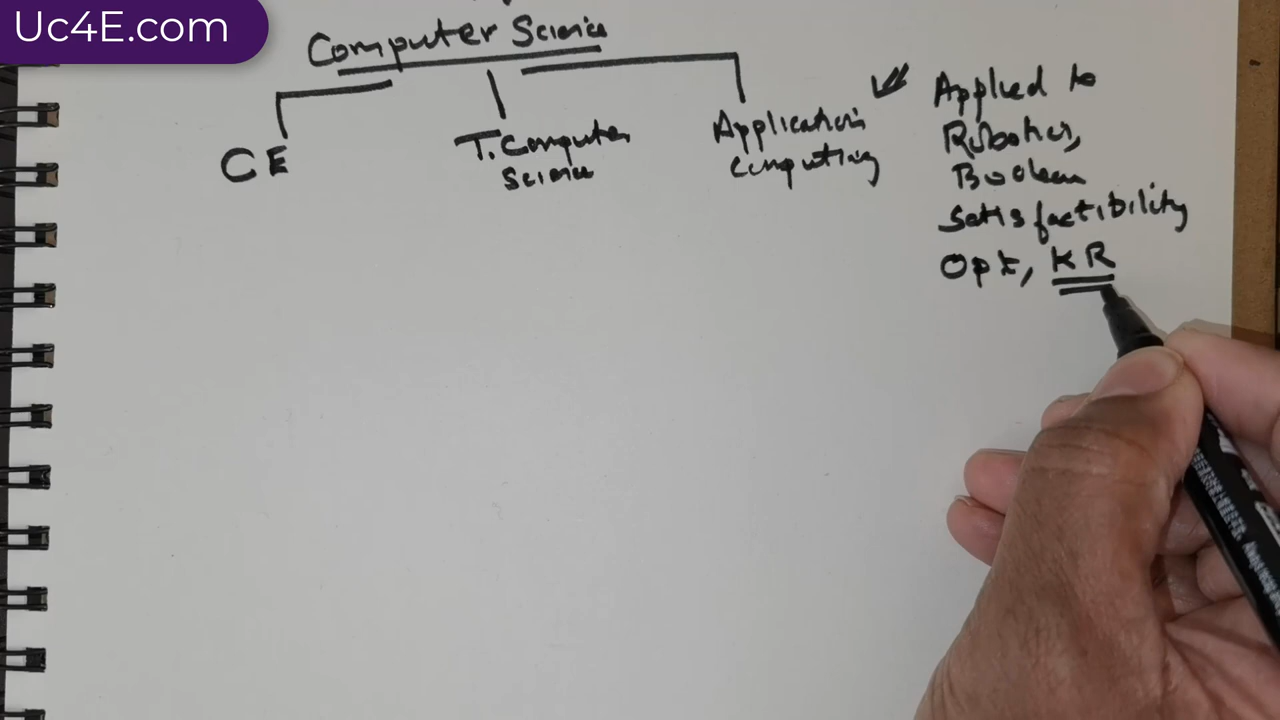 Uc4E.com
Computer Science
CE
T. Computer
Science
Application
Computing
Applied to
Robotics,
Boolean
Satisfactibility
Opt, KR